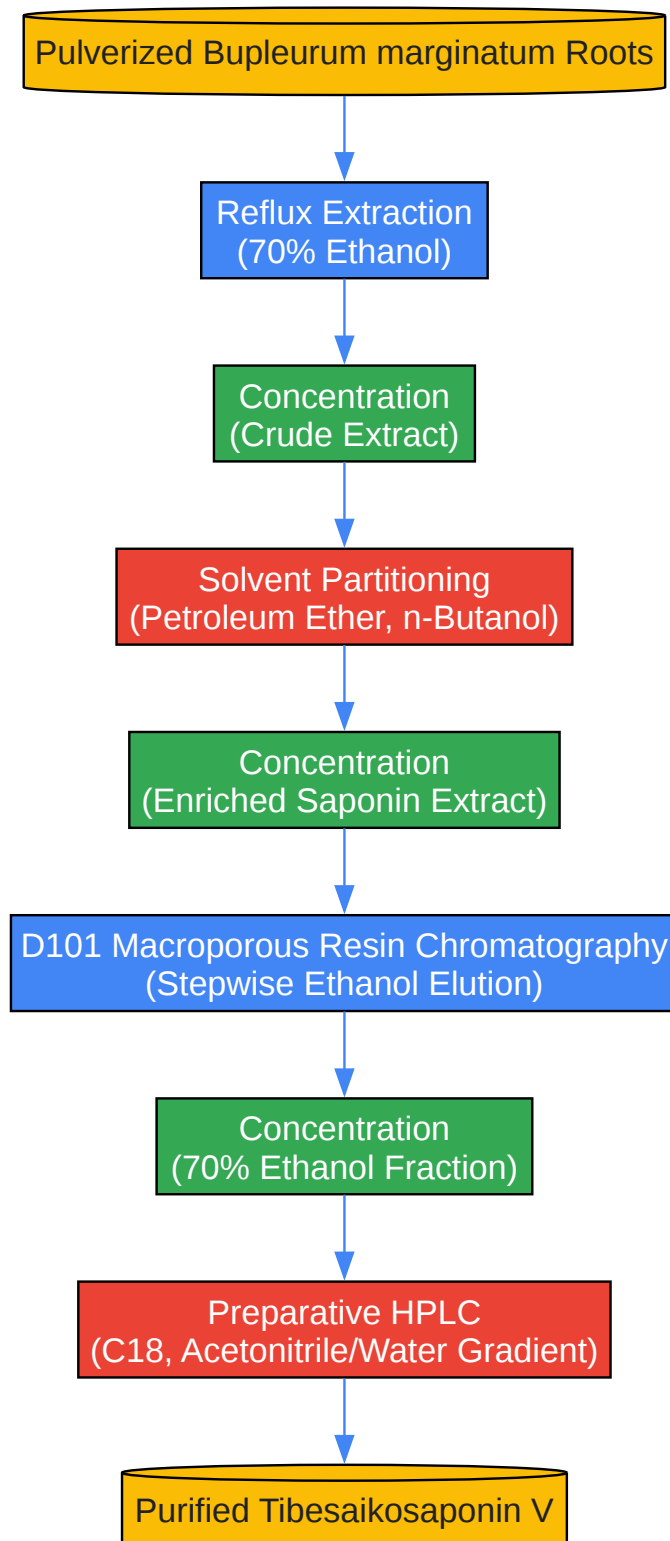 Pulverized Bupleurum marginatum Roots
Reflux Extraction
(70% Ethanol)
Concentration
(Crude Extract)
Solvent Partitioning
(Petroleum Ether, n-Butanol)
Concentration
(Enriched Saponin Extract)
D101 Macroporous Resin Chromatography
(Stepwise Ethanol Elution)
Concentration
(70% Ethanol Fraction)
Preparative HPLC
(C18, Acetonitrile/Water Gradient)
Purified Tibesaikosaponin V